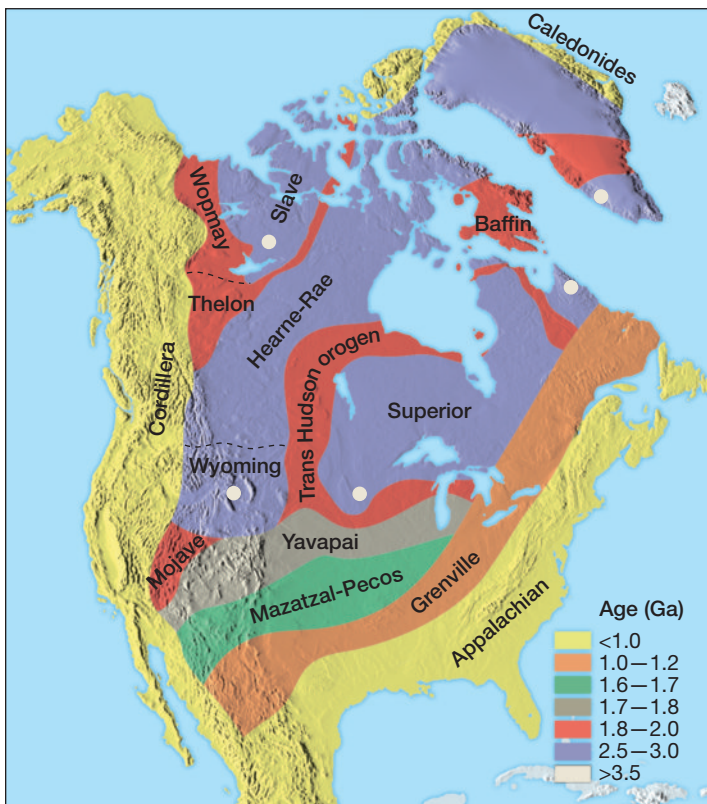 Caledonides
Wopmay
Slave
Baffin
Thelon
Hearne-Rae
Cordillera
Trans Hudson orogen
Superior
Wyoming
Mojave
Yavapai
Mazatzal-Pecos
Grenville
Appalachian
Age (Ga)
<1.0
1.0—1.2
1.6—1.7
1.7—1.8
1.8—2.0
2.5—3.0
>3.5